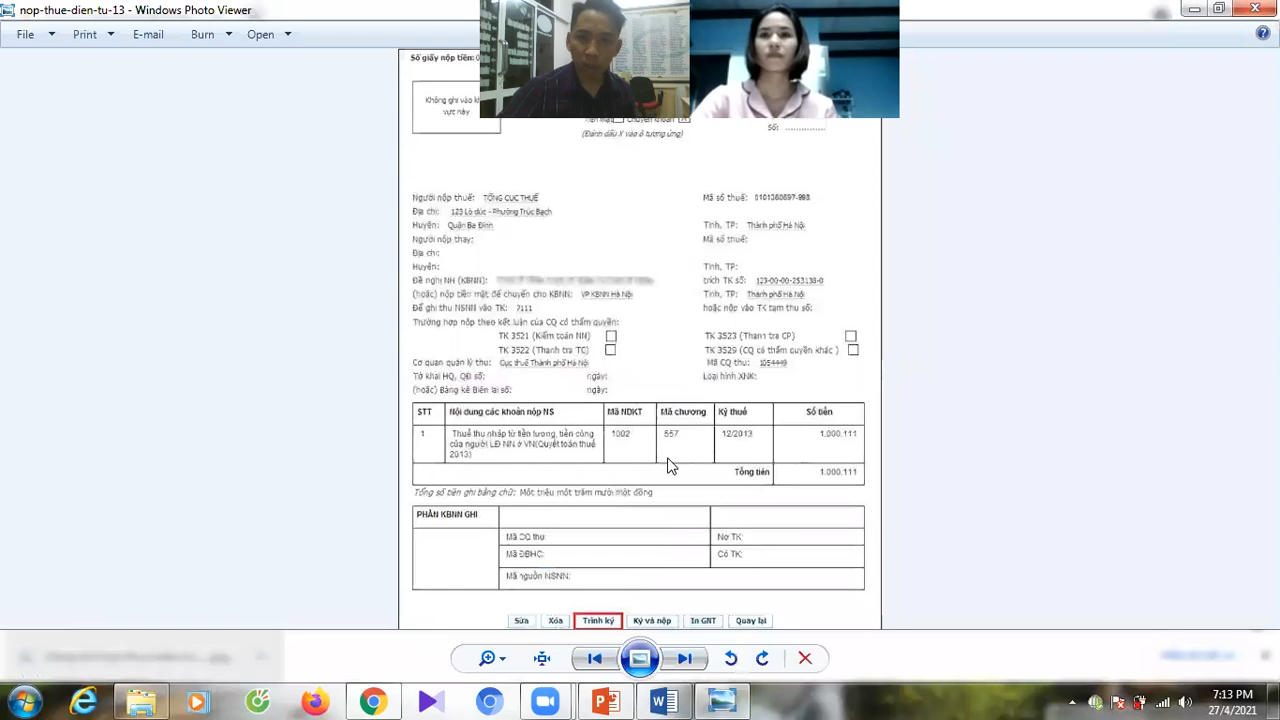 nop-thue-dien-tu-13 - Windows Photo Viewer
File Print E-mail Burn Open
Số giấy nộp tiền:
Không ghi vào
vực này
Tiền mặt Chuyển khoản
(Đánh dấu X vào ô tương ứng)
Số: ...............
Người nộp thuế: TỔNG CỤC THUẾ Mã số thuế: 0101360697-998
Địa chỉ: 123 Lò đúc - Phường Trúc Bạch
Huyện: Quận Ba Đình Tỉnh, TP: Thành phố Hà Nội
Người nộp thay: Mã số thuế:
Địa chỉ:
Huyện: Tỉnh, TP:
Đề nghị NH (KBNN): trích TK số: 123-00-00-253138-0
(hoặc) nộp tiền mặt để chuyển cho KBNN: VP KBNN Hà Nội Tỉnh, TP: Thành phố Hà Nội
Để ghi thu NSNN vào TK: 7111 hoặc nộp vào TK tạm thu số:
Trường hợp nộp theo kết luận của CQ có thẩm quyền:
TK 3521 (Kiểm toán NN) TK 3523 (Thanh tra CP)
TK 3522 (Thanh tra TC) TK 3529 (CQ có thẩm quyền khác )
Cơ quan quản lý thu: Cục thuế Thành phố Hà Nội Mã CQ thu: 1054449
Tờ khai HQ, QĐ số: ngày: Loại hình XNK:
(hoặc) Bảng kê Biên lai số: ngày:
STT Nội dung các khoản nộp NS Mã NDKT Mã chương Kỳ thuế Số tiền
1 Thuế thu nhập từ tiền lương, tiền công 1002 557 12/2013 1.000.111
của người LĐ NN ở VN(Quyết toán thuế
2013)
Tổng tiền 1.000.111
Tổng số tiền ghi bằng chữ: Một triệu một trăm mười một đồng
PHẦN KBNN GHI
Mã CQ thu: Nợ TK:
Mã ĐBHC: Có TK:
Mã nguồn NSNN:
Sửa Xóa Trình ký Ký và nộp In GNT Quay lại
7:13 PM
27/4/2021